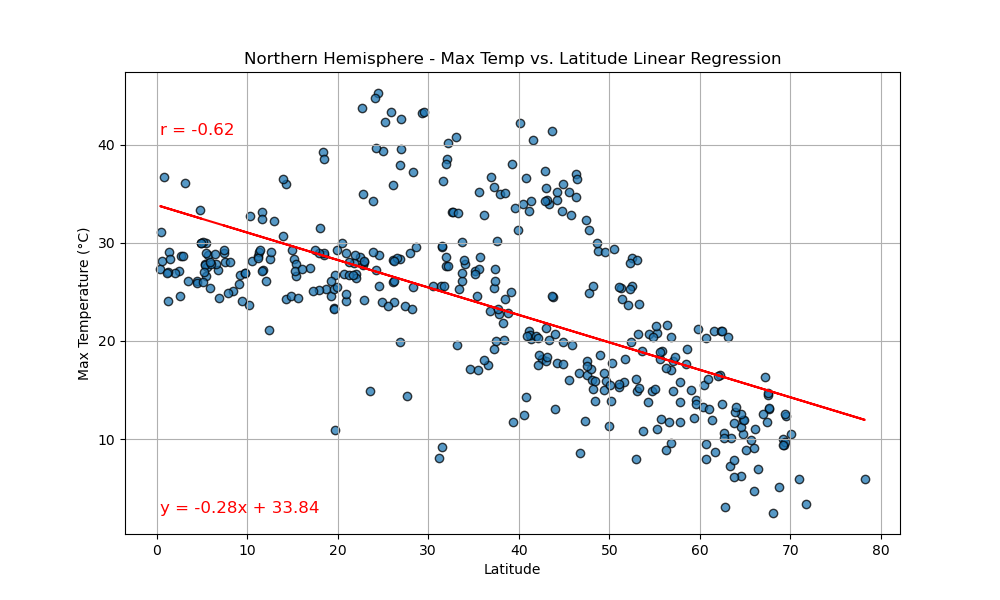 Northern Hemisphere - Max Temp vs. Latitude Linear Regression
r = -0.62
y = -0.28x + 33.84
Max Temperature (°C)
40
30
20
10
0 10 20 30 40 50 60 70 80
Latitude